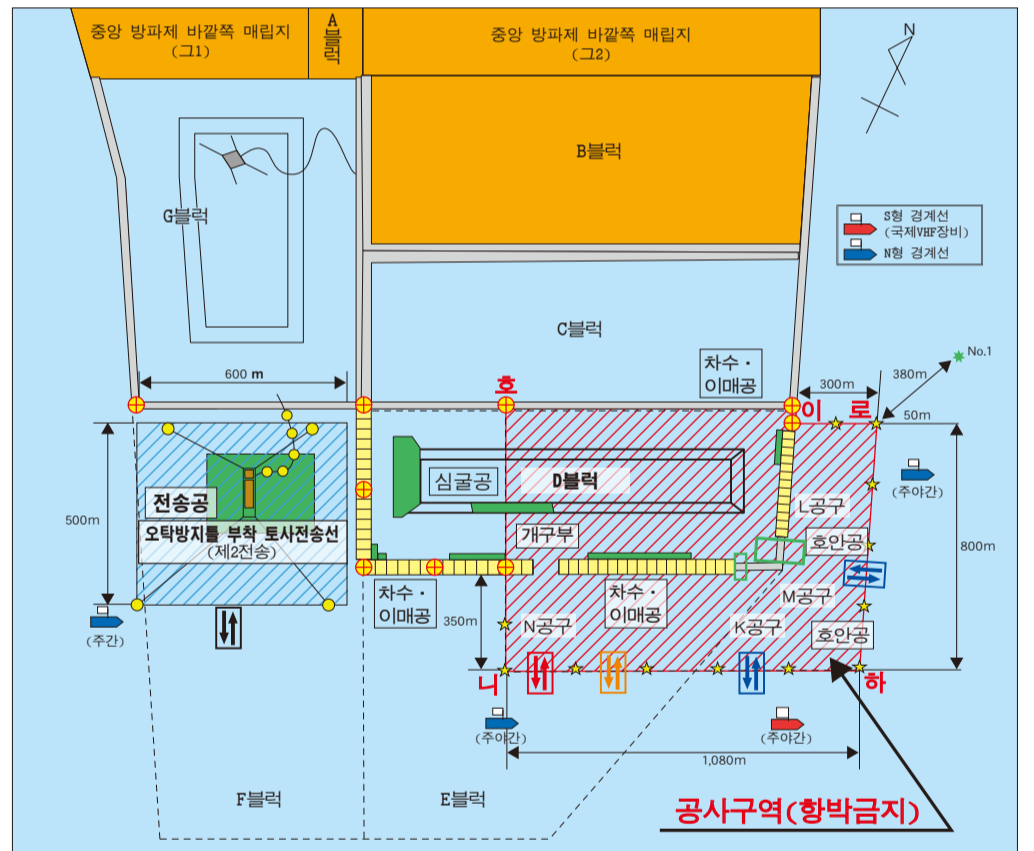 중앙 방파제 바깥쪽 매립지
(그1)
A블럭
중앙 방파제 바깥쪽 매립지
(그2)
N
B블럭
G블럭
S형 경계선
(국제VHF장비)
N형 경계선
C블럭
차수・
이매공
No.1
600 m
호
300m
380m
이
로
50m
심굴공
D블럭
(주야간)
전송공
500m
L공구
오탁방지틀 부착 토사전송선
(제2전송)
개구부
호안공
800m
차수・
이매공
차수・
이매공
M공구
350m
N공구
K공구
호안공
(주간)
니
하
(주야간)
(주야간)
1,080m
F블럭
E블럭
공사구역(항박금지)